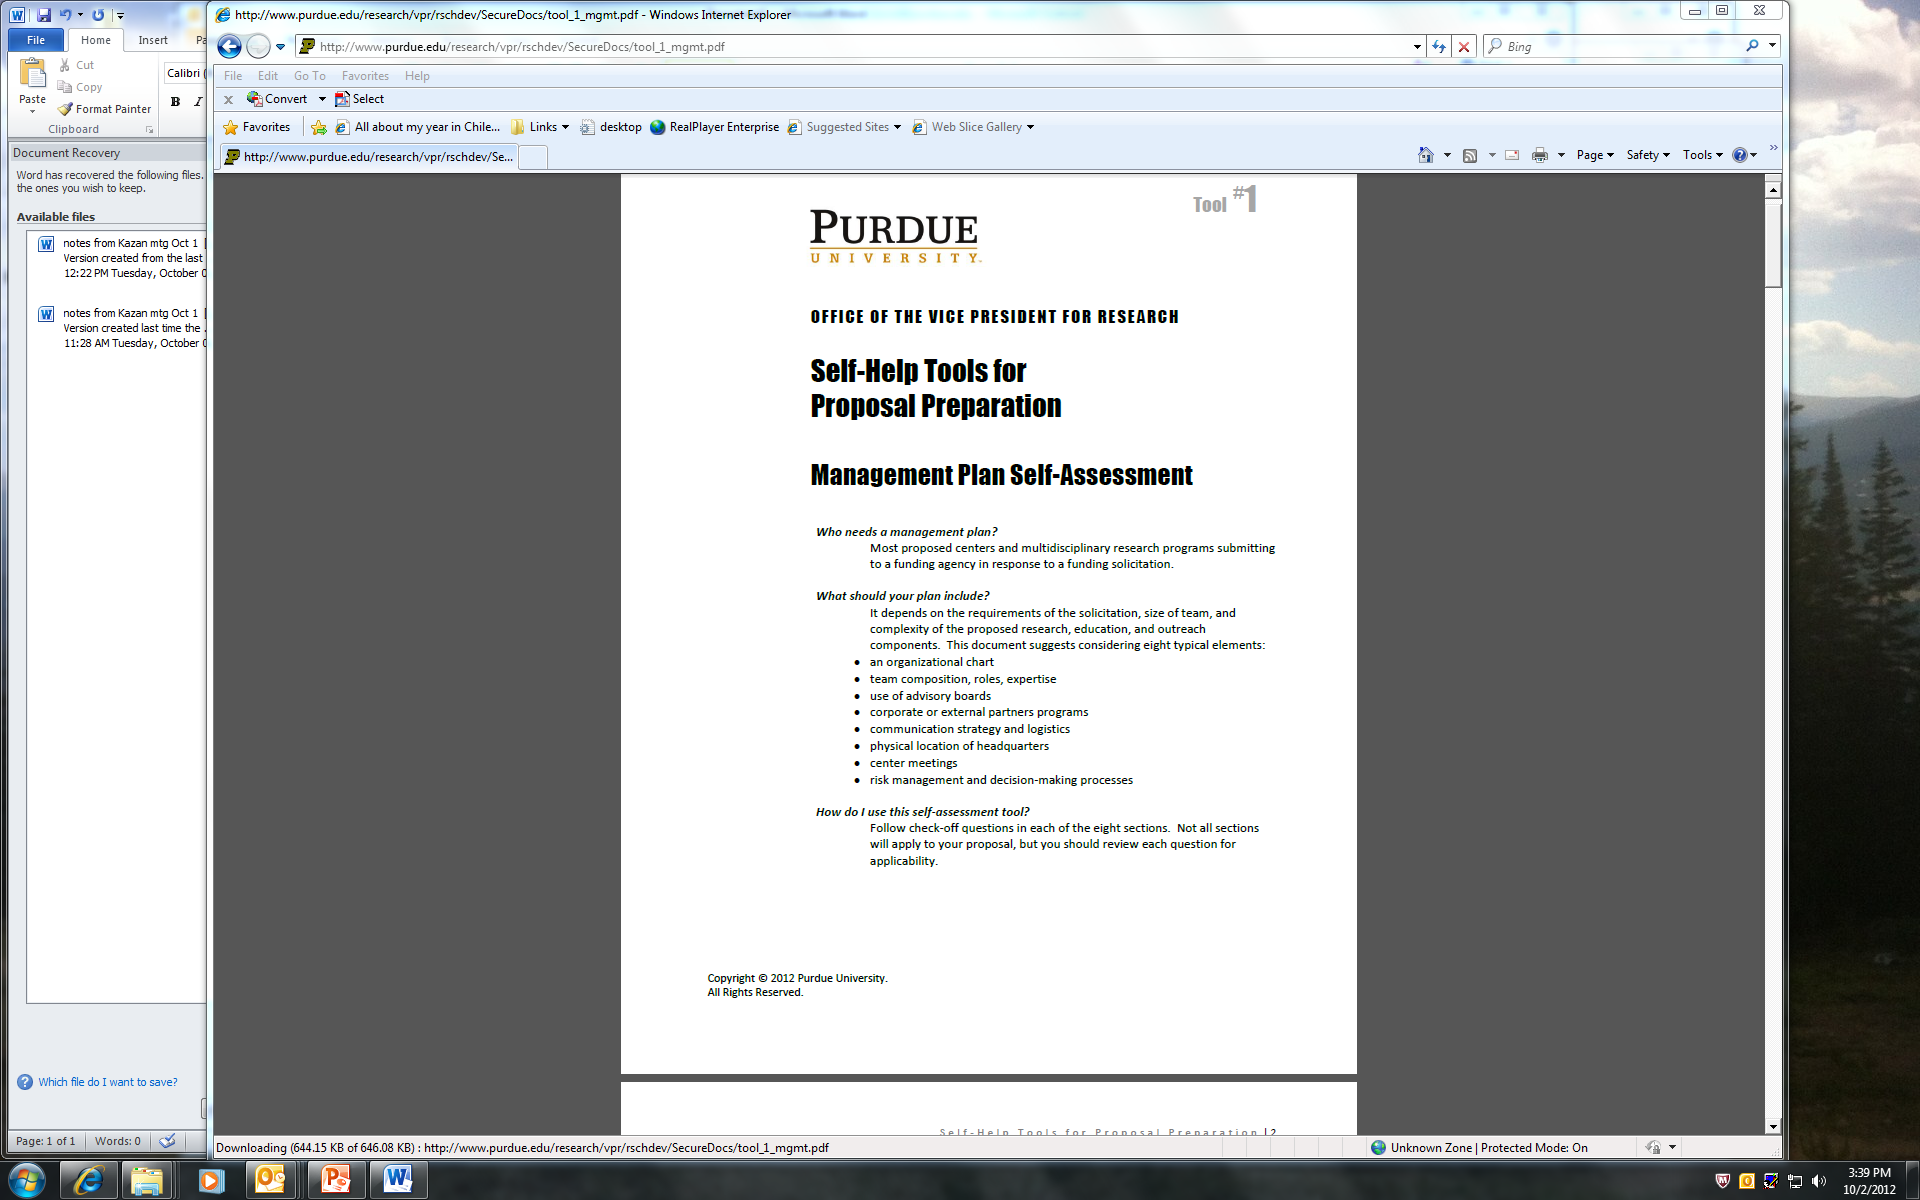 File
Home
Insert
Pa
Cut
Copy
Format Painter
Paste
Clipboard
Calibri (
B
I
Document Recovery
Word has recovered the following files.
the ones you wish to keep.
Available files
notes from Kazan mtg Oct 1
Version created from the last
12:22 PM Tuesday, October 0
notes from Kazan mtg Oct 1
Version created last time the .
11:28 AM Tuesday, October 0
Which file do I want to save?
Page: 1 of 1
Words: 0
http://www.purdue.edu/research/vpr/rschdev/SecureDocs/tool_1_mgmt.pdf - Windows Internet Explorer
http://www.purdue.edu/research/vpr/rschdev/SecureDocs/tool_1_mgmt.pdf
Bing
File Edit Go To Favorites Help
x Convert Select
Favorites All about my year in Chile... Links desktop RealPlayer Enterprise Suggested Sites Web Slice Gallery
http://www.purdue.edu/research/vpr/rschdev/Se...
Page Safety Tools
Tool #1
PURDUE
UNIVERSITY
OFFICE OF THE VICE PRESIDENT FOR RESEARCH
Self-Help Tools for
Proposal Preparation
Management Plan Self-Assessment
Who needs a management plan?
Most proposed centers and multidisciplinary research programs submitting
to a funding agency in response to a funding solicitation.
What should your plan include?
It depends on the requirements of the solicitation, size of team, and
complexity of the proposed research, education, and outreach
components. This document suggests considering eight typical elements:
• an organizational chart
• team composition, roles, expertise
• use of advisory boards
• corporate or external partners programs
• communication strategy and logistics
• physical location of headquarters
• center meetings
• risk management and decision-making processes
How do I use this self-assessment tool?
Follow check-off questions in each of the eight sections. Not all sections
will apply to your proposal, but you should review each question for
applicability.
Copyright © 2012 Purdue University.
All Rights Reserved.
Self-Help Tools for Proposal Preparation | 2
Downloading (644.15 KB of 646.08 KB) : http://www.purdue.edu/research/vpr/rschdev/SecureDocs/tool_1_mgmt.pdf
Unknown Zone | Protected Mode: On
3:39 PM
10/2/2012